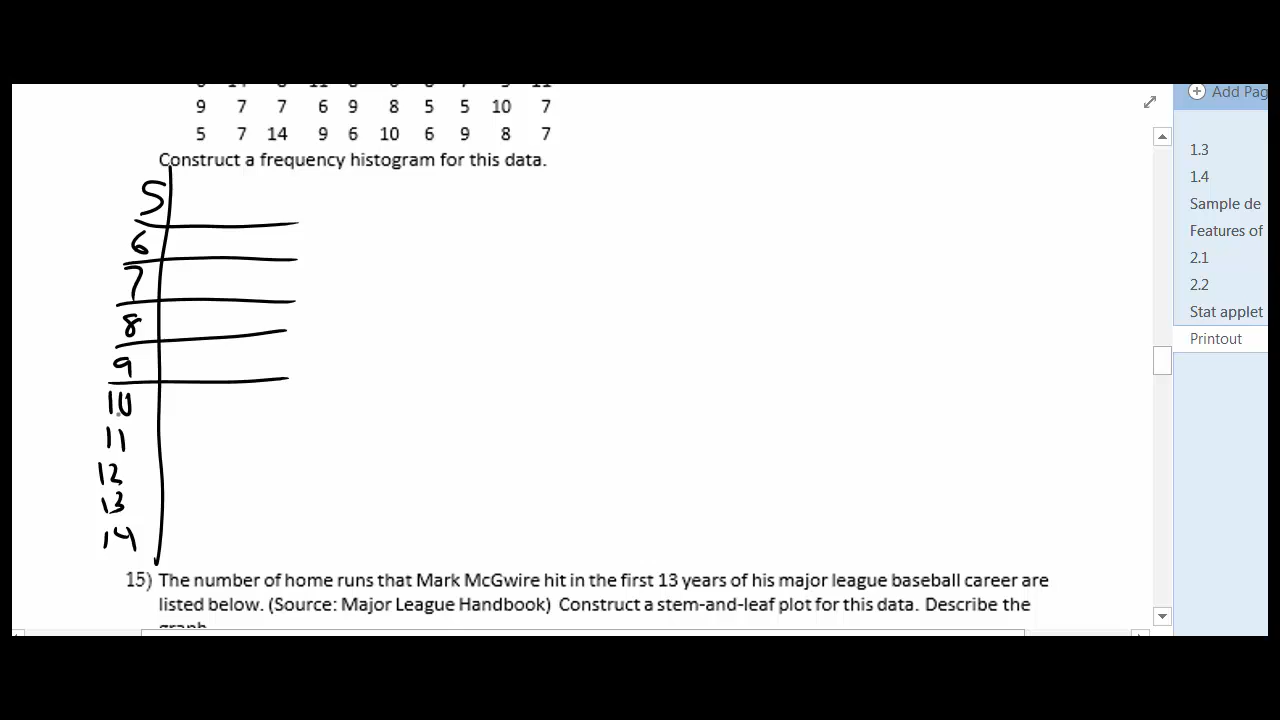 9 7 7 6 9 8 5 5 10 7
5 7 14 9 6 10 6 9 8 7
Construct a frequency histogram for this data.
5
6
7
8
9
10
11
12
13
14
15) The number of home runs that Mark McGwire hit in the first 13 years of his major league baseball career are
listed below. (Source: Major League Handbook) Construct a stem-and-leaf plot for this data. Describe the
graph
Add Pag
1.3
1.4
Sample de
Features of
2.1
2.2
Stat applet
Printout